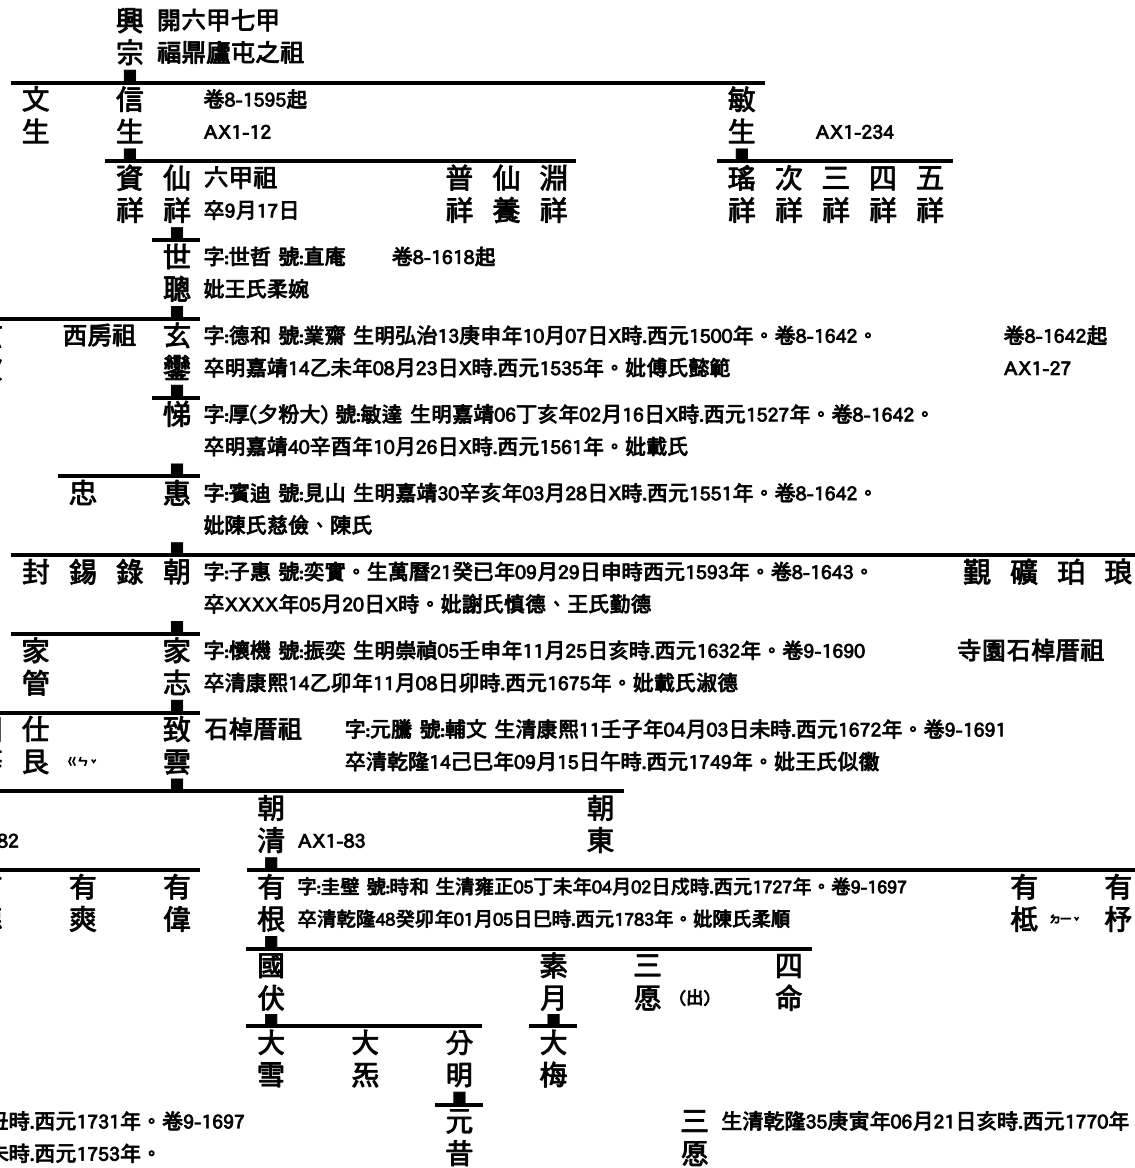 興宗 開六甲七甲
福鼎廬屯之祖
文生 信生 卷8-1595起 敏生
AX1-12 AX1-234
資祥 仙祥 六甲祖 普祥 仙養 淵祥 瑤祥 次祥 三祥 四祥 五祥
卒9月17日
世聰 字:世哲 號:直庵 卷8-1618起
妣王氏柔婉
西房祖 玄鑾 字:德和 號:業齋 生明弘治13庚申年10月07日X時.西元1500年。卷8-1642。 卷8-1642起
卒明嘉靖14乙未年08月23日X時.西元1535年。妣傅氏懿範 AX1-27
悌 字:厚(夕粉大) 號:敏達 生明嘉靖06丁亥年02月16日X時.西元1527年。卷8-1642。
卒明嘉靖40辛酉年10月26日X時.西元1561年。妣戴氏
忠 惠 字:賓迪 號:見山 生明嘉靖30辛亥年03月28日X時.西元1551年。卷8-1642。
妣陳氏慈儉、陳氏
封 錫 錄 朝 字:子惠 號:奕實。生萬曆21癸已年09月29日申時西元1593年。卷8-1643。 覲 礦 珀 琅
卒XXXX年05月20日X時。妣謝氏慎德、王氏勤德
家管 家志 字:懷機 號:振奕 生明崇禎05壬申年11月25日亥時.西元1632年。卷9-1690 寺園石棹厝祖
卒清康熙14乙卯年11月08日卯時.西元1675年。妣戴氏淑德
仕艮 ㄍㄣˇ 致雲 石棹厝祖 字:元騰 號:輔文 生清康熙11壬子年04月03日未時.西元1672年。卷9-1691
卒清乾隆14己巳年09月15日午時.西元1749年。妣王氏似徽
朝清 朝東
82 AX1-83
有爽 有偉 有根 字:圭壁 號:時和 生清雍正05丁未年04月02日戍時.西元1727年。卷9-1697 有柢 ㄉㄧˇ 有杼
卒清乾隆48癸卯年01月05日巳時.西元1783年。妣陳氏柔順
國伏 素月 三愿 (出) 四命
大雪 大炁 分明 大梅
時.西元1731年。卷9-1697 元昔 三愿 生清乾隆35庚寅年06月21日亥時.西元1770年
時.西元1753年。